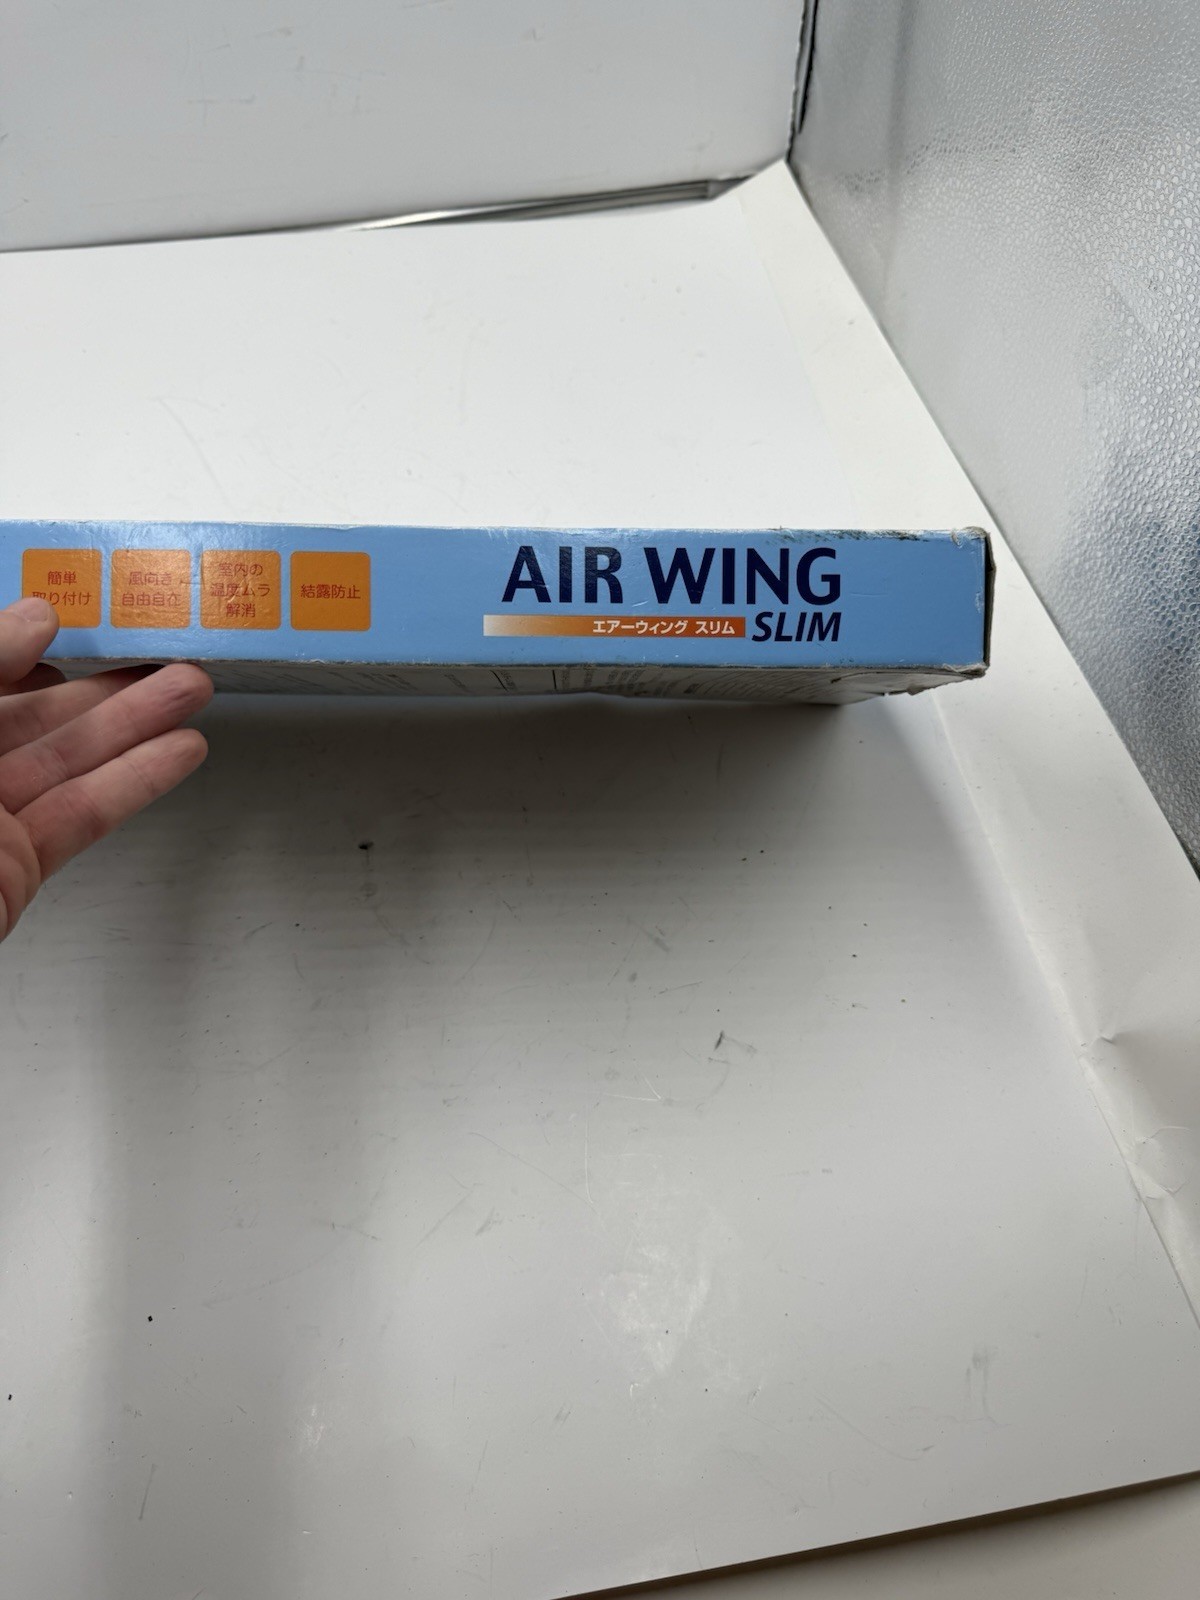 簡単
取り付け
風向き
自由自在
室内の
温度ムラ
解消
結露防止
AIR WING
エアーウィング スリム
SLIM